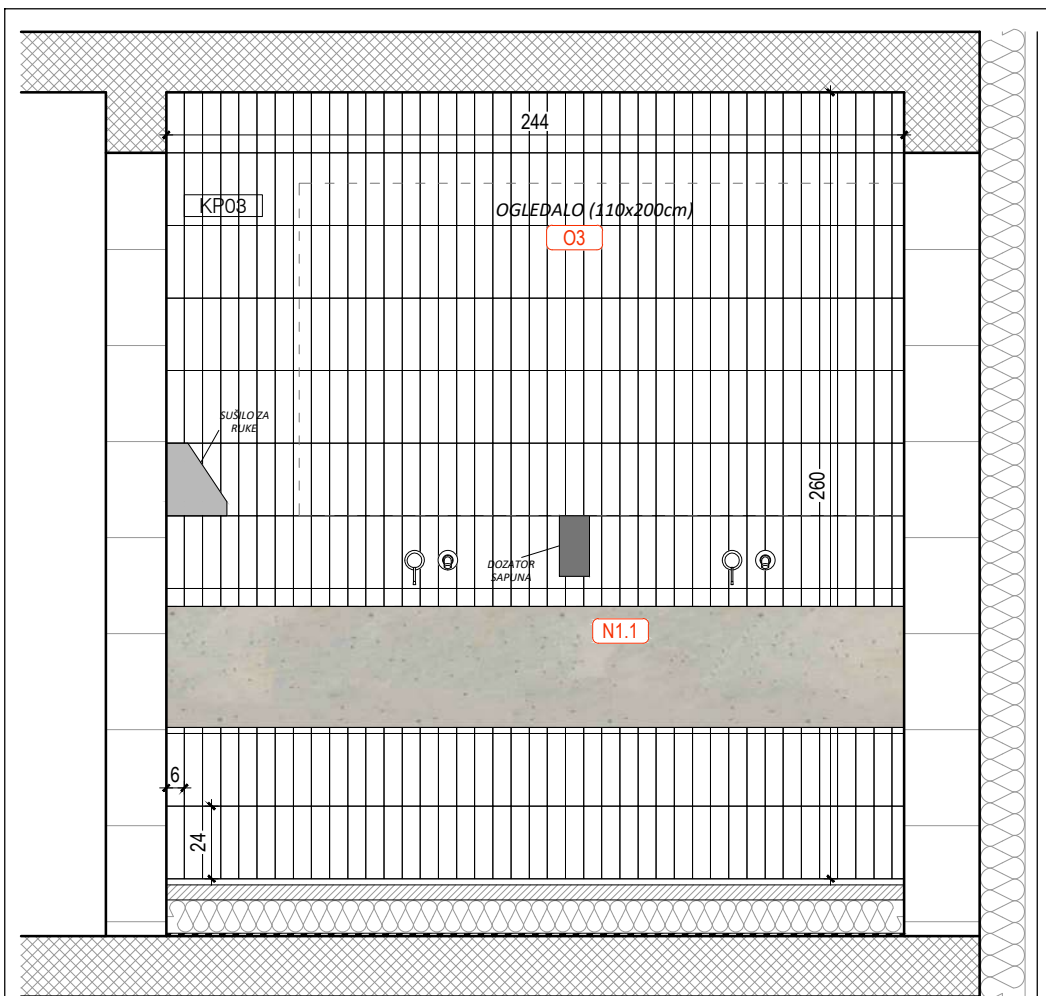 244
KP03
OGLEDALO (110x200cm)
O3
SUŠILO ZA
RUKE
260
DOZATOR
SAPUNA
N1.1
6
24